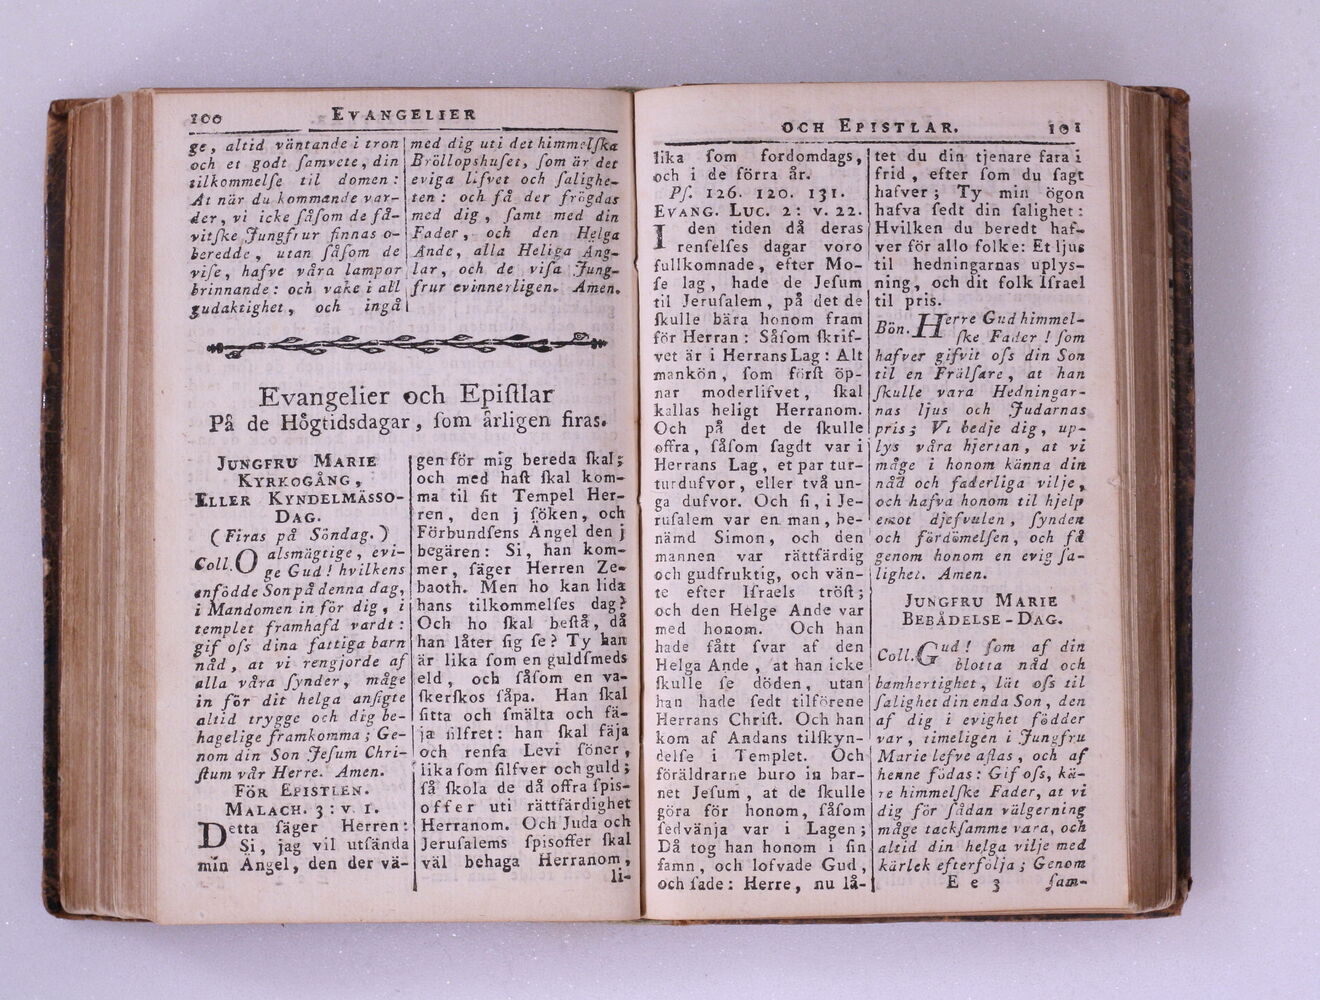 100 EVANGELIER
ge, altid väntande i tron
och et godt ſamvete, din
tilkommelſe til domen:
At när du kommande var-
der, vi icke ſåſom de få-
vitſke Jungfrur finnas o-
beredde, utan ſåſom de
viſe, hafve våra lampor
brinnande: och vake i all
gudaktighet, och ingå
med dig uti det himmelſka
Bröllopshuſet, ſom är det
eviga Lifvet och ſalighe-
ten: och få der frögdas
med dig, ſamt med din
Fader, och den Helga
Ande, alla Heliga Äng-
lar, och de viſa Jung-
frur evinnerligen. Amen.
Evangelier och Epiſtlar
På de Högtidsdagar, ſom årligen firas.
JUNGFRU MARIE
KYRKOGÅNG,
ELLER KYNDELMÄSSO-
DAG.
(Firas på Söndag.)
Coll. O alsmägtige, evi-
ge Gud! hvilkens
enfödde Son på denna dag,
i Mandomen in för dig, i
templet framhafd vardt:
gif oſs dina fattiga barn
nåd, at vi rengjorde af
alla våra ſynder, måge
in för dit helga anſigte
altid trygge och dig be-
hagelige framkomma; Ge-
nom din Son Jeſum Chri-
ſtum vår Herre. Amen.
FÖR EPISTLEN.
MALACH. 3: v. 1.
Detta ſäger Herren:
Si, jag vil utſända
min Ängel, den der vä-
gen för mig bereda ſkal;
och med haſt ſkal kom-
ma til ſit Tempel Her-
ren, den j ſöken, och
Förbundſens Ängel den j
begären: Si, han kom-
mer, ſäger Herren Ze-
baoth. Men ho kan lida
hans tilkommelſes dag?
Och ho ſkal beſtå, då
han låter ſig ſe? Ty han
är lika ſom en guldſmeds
eld, och ſåſom en va-
ſkerſkos ſåpa. Han ſkal
ſitta och ſmälta och fä-
ja ſilfret: han ſkal fäja
och renſa Levi ſöner,
lika ſom ſilfver och guld;
ſå ſkola de då offra ſpis-
offer uti rättfärdighet
Herranom. Och Juda och
Jeruſalems ſpisoffer ſkal
väl behaga Herranom,
li-
OCH EPISTLAR. 101
lika ſom fordomdags,
och i de förra år.
Pſ. 126. 120. 131.
EVANG. LUC. 2: v. 22.
I den tiden då deras
renſelſes dagar voro
fullkomnade, efter Mo-
ſe lag, hade de Jeſum
til Jeruſalem, på det de
ſkulle bära honom fram
för Herran: Såſom ſkrif-
vet är i Herrans Lag: Alt
mankön, ſom förſt öp-
nar moderlifvet, ſkal
kallas heligt Herranom.
Och på det de ſkulle
offra, ſåſom ſagdt var i
Herrans Lag, et par tur-
turdufvor, eller två un-
ga dufvor. Och ſi, i Je-
ruſalem var en man, be-
nämd Simon, och den
mannen var rättfärdig
och gudfruktig, och vän-
te efter Iſraels tröſt;
och den Helge Ande var
med honom. Och han
hade fått ſvar af den
Helga Ande, at han icke
ſkulle ſe döden, utan
han hade ſedt tilförene
Herrans Chriſt. Och han
kom af Andans tilſkyn-
delſe i Templet. Och
föräldrarne buro in bar-
net Jeſum, at de ſkulle
göra för honom, ſåſom
ſedvänja var i Lagen;
Då tog han honom i ſin
famn, och lofvade Gud,
och ſade: Herre, nu lå-
tet du din tjenare fara i
frid, efter ſom du ſagt
hafver; Ty min ögon
hafva ſedt din ſalighet:
Hvilken du beredt haf-
ver för allo folke: Et ljus
til hedningarnas uplys-
ning, och dit folk Iſrael
til pris.
Bön. Herre Gud himmel-
ſke Fader! ſom
hafver gifvit oſs din Son
til en Frälſare, at han
ſkulle vara Hedningar-
nas ljus och Judarnas
pris; Vi bedje dig, up-
lys våra hjertan, at vi
måge i honom känna din
nåd och faderliga vilje,
och hafva honom til hjelp
emot djefvulen, ſynden
och fördömelſen, och få
genom honom en evig ſa-
lighet. Amen.
JUNGFRU MARIE
BEBÅDELSE-DAG.
Coll. Gud! ſom af din
blotta nåd och
bamhertighet, lät oſs til
ſalighet din enda Son, den
af dig i evighet födder
var, timeligen i Jungfru
Marie lefve aflas, och af
henne födas: Gif oſs, kä-
re himmelſke Fader, at vi
dig för ſådan välgerning
måge tackſamme vara, och
altid din helga vilje med
kärlek efterfölja; Genom
E e 3 ſam-